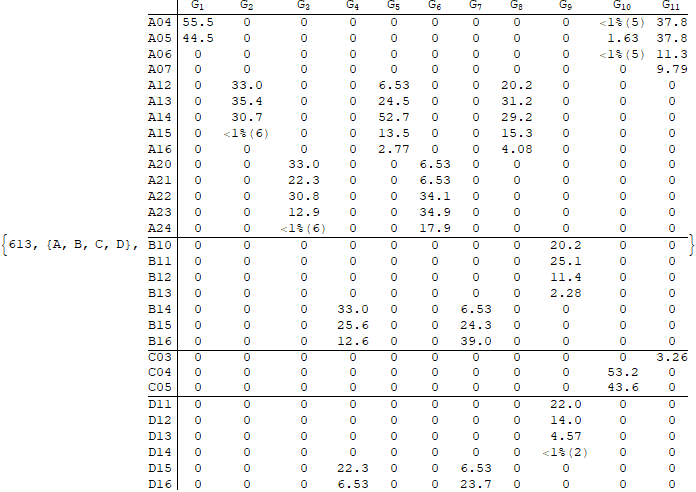 G₁ G₂ G₃ G₄ G₅ G₆ G₇ G₈ G₉ G₁₀ G₁₁
A04 55.5 0 0 0 0 0 0 0 0 <1%(5) 37.8
A05 44.5 0 0 0 0 0 0 0 0 1.63 37.8
A06 0 0 0 0 0 0 0 0 0 <1%(5) 11.3
A07 0 0 0 0 0 0 0 0 0 0 9.79
A12 0 33.0 0 0 6.53 0 0 20.2 0 0 0
A13 0 35.4 0 0 24.5 0 0 31.2 0 0 0
A14 0 30.7 0 0 52.7 0 0 29.2 0 0 0
A15 0 <1%(6) 0 0 13.5 0 0 15.3 0 0 0
A16 0 0 0 0 2.77 0 0 4.08 0 0 0
A20 0 0 33.0 0 0 6.53 0 0 0 0 0
A21 0 0 22.3 0 0 6.53 0 0 0 0 0
A22 0 0 30.8 0 0 34.1 0 0 0 0 0
A23 0 0 12.9 0 0 34.9 0 0 0 0 0
A24 0 0 <1%(6) 0 0 17.9 0 0 0 0 0
{613, {A, B, C, D}, B10 0 0 0 0 0 0 0 0 20.2 0 0 }
B11 0 0 0 0 0 0 0 0 25.1 0 0
B12 0 0 0 0 0 0 0 0 11.4 0 0
B13 0 0 0 0 0 0 0 0 2.28 0 0
B14 0 0 0 33.0 0 0 6.53 0 0 0 0
B15 0 0 0 25.6 0 0 24.3 0 0 0 0
B16 0 0 0 12.6 0 0 39.0 0 0 0 0
C03 0 0 0 0 0 0 0 0 0 0 3.26
C04 0 0 0 0 0 0 0 0 0 53.2 0
C05 0 0 0 0 0 0 0 0 0 43.6 0
D11 0 0 0 0 0 0 0 0 22.0 0 0
D12 0 0 0 0 0 0 0 0 14.0 0 0
D13 0 0 0 0 0 0 0 0 4.57 0 0
D14 0 0 0 0 0 0 0 0 <1%(2) 0 0
D15 0 0 0 22.3 0 0 6.53 0 0 0 0
D16 0 0 0 6.53 0 0 23.7 0 0 0 0